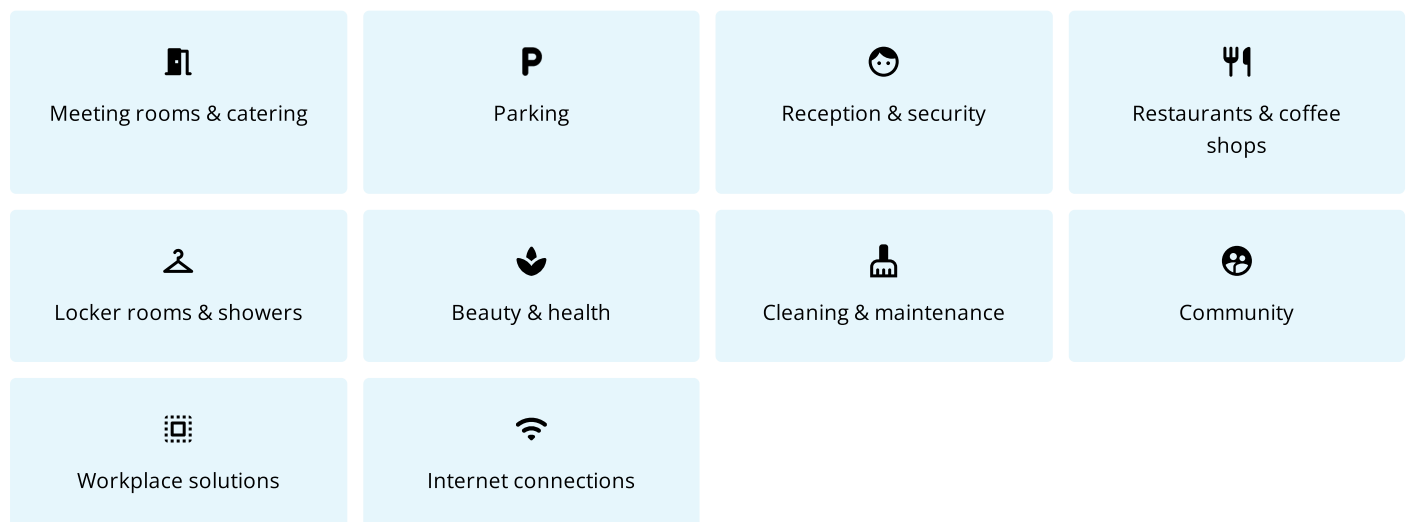 Meeting rooms & catering
Parking
Reception & security
Restaurants & coffee
shops
Locker rooms & showers
Beauty & health
Cleaning & maintenance
Community
Workplace solutions
Internet connections